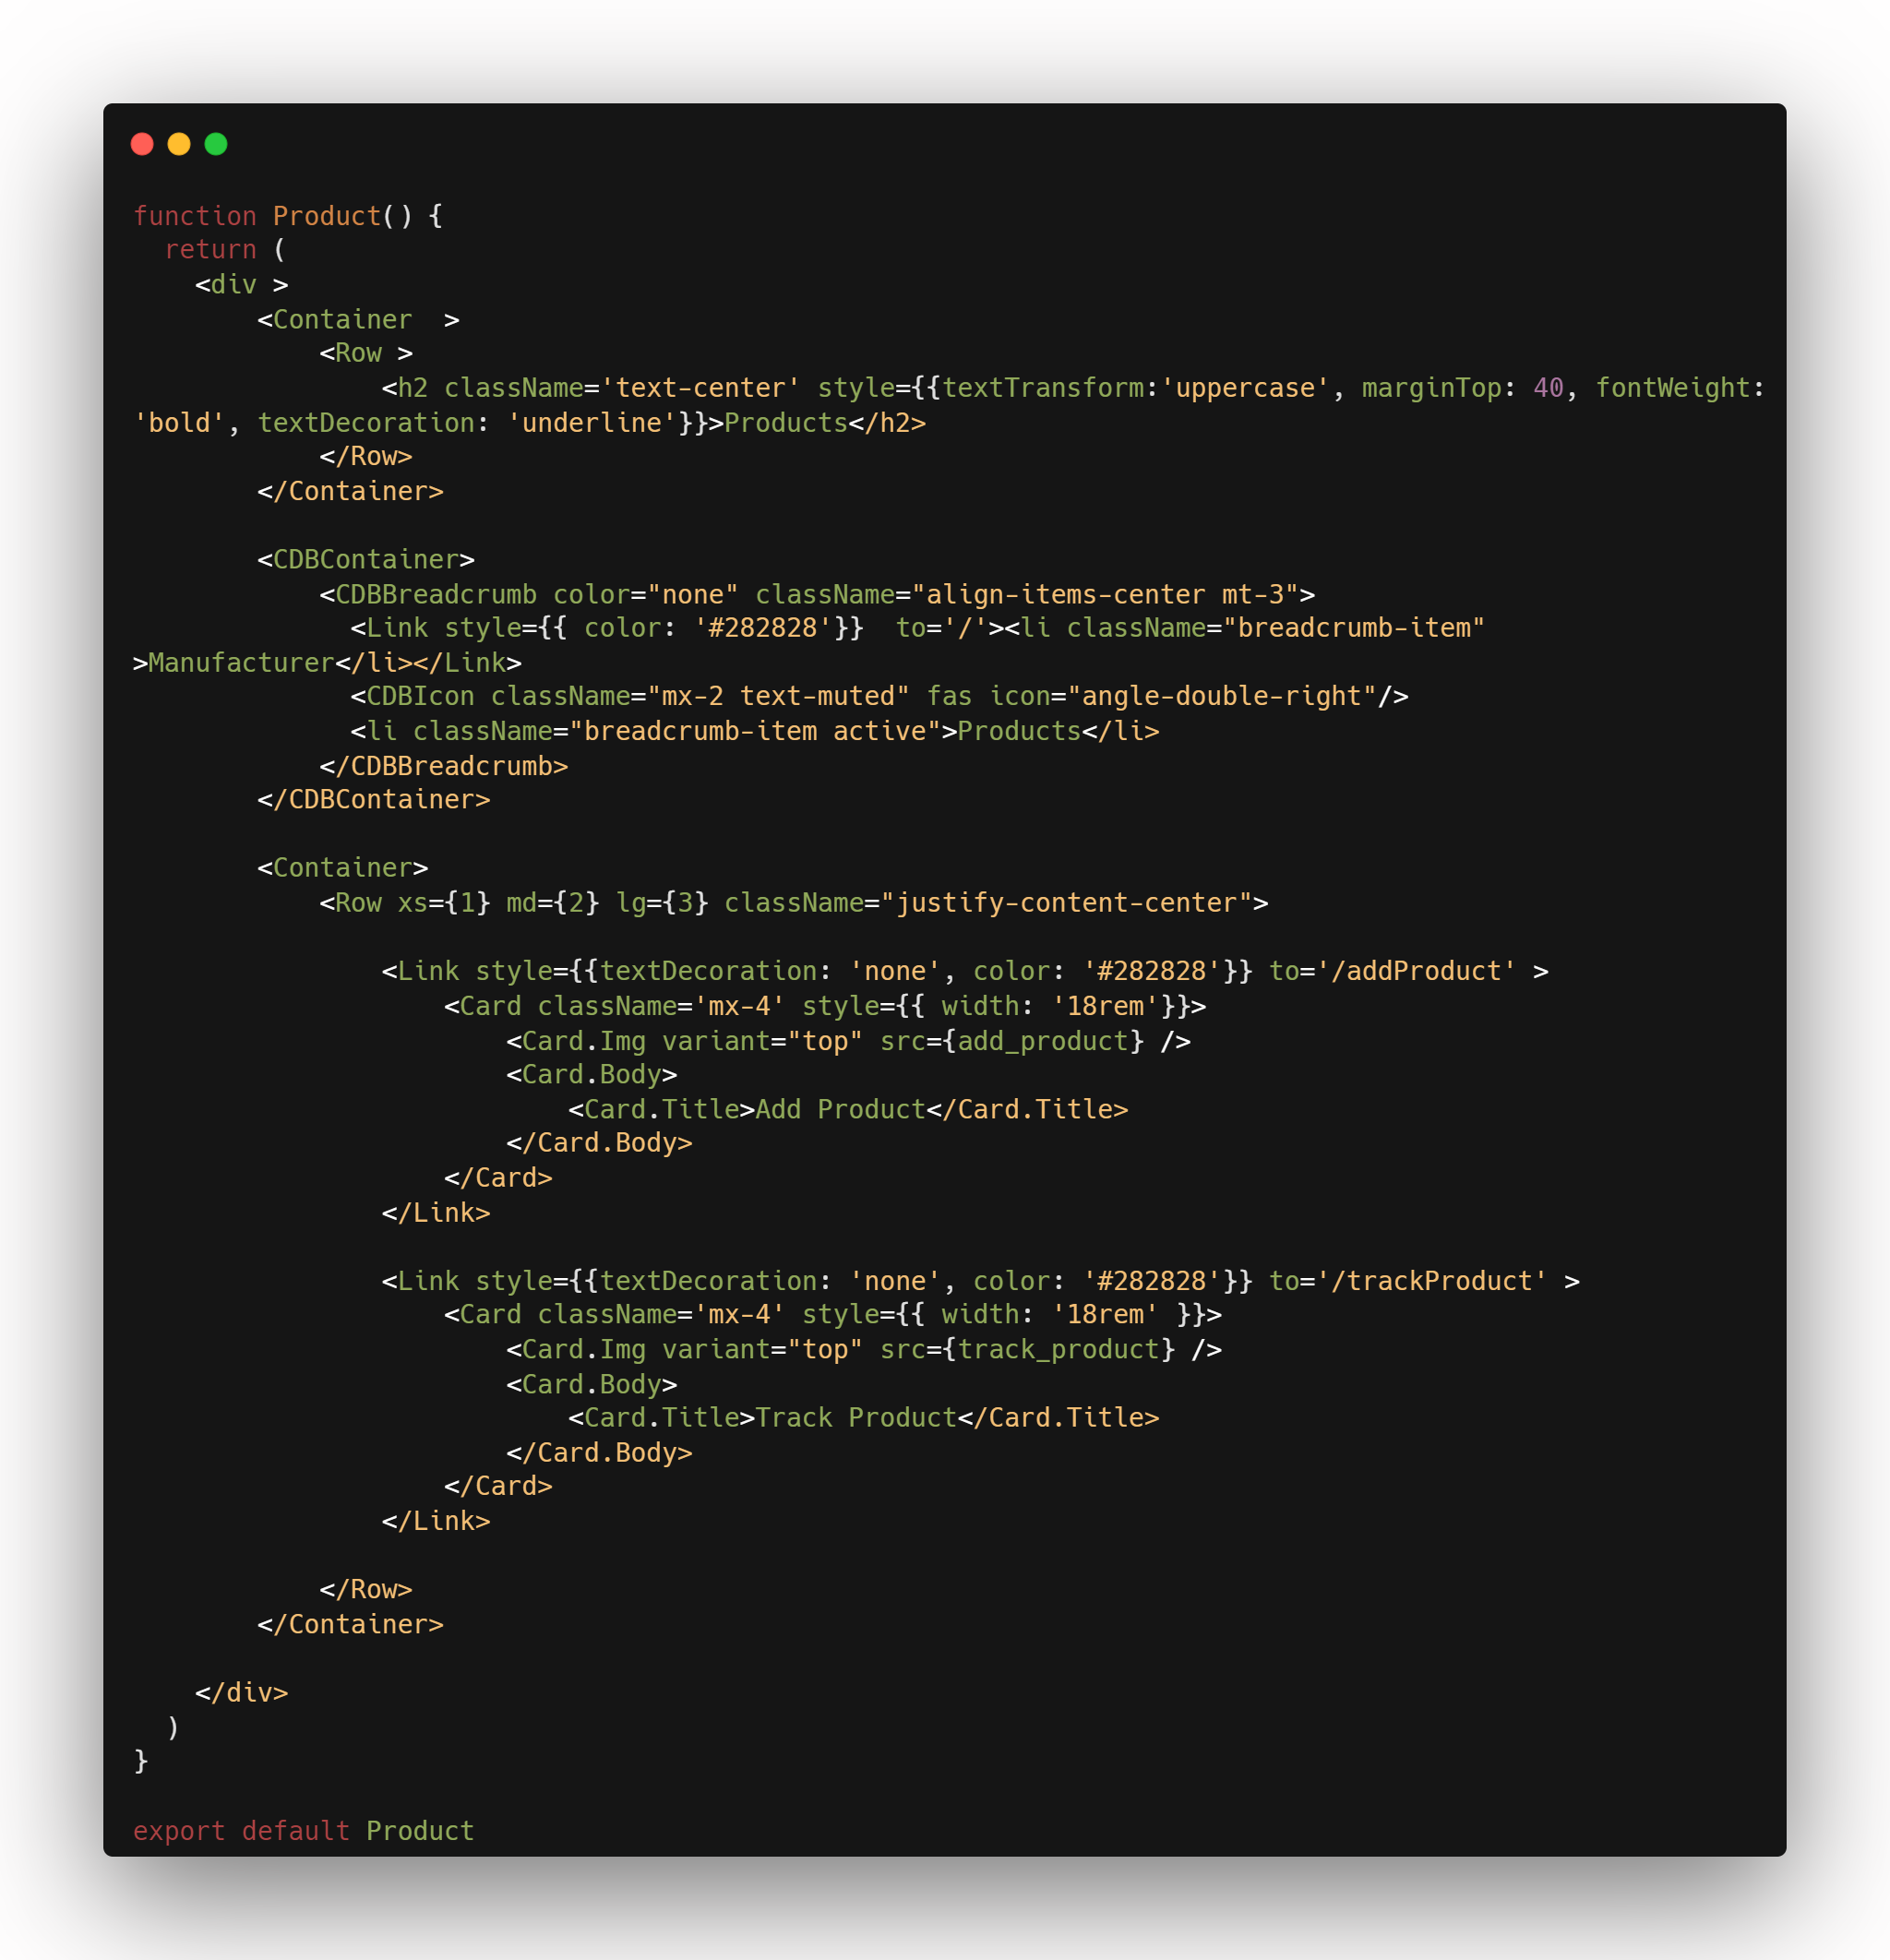 function Product() {
  return (
    <div >
        <Container  >
            <Row >
                <h2 className='text-center' style={{textTransform:'uppercase', marginTop: 40, fontWeight:
'bold', textDecoration: 'underline'}}>Products</h2>
            </Row>
        </Container>

        <CDBContainer>
            <CDBBreadcrumb color="none" className="align-items-center mt-3">
              <Link style={{ color: '#282828'}}  to='/'><li className="breadcrumb-item"
>Manufacturer</li></Link>
              <CDBIcon className="mx-2 text-muted" fas icon="angle-double-right"/>
              <li className="breadcrumb-item active">Products</li>
            </CDBBreadcrumb>
        </CDBContainer>

        <Container>
            <Row xs={1} md={2} lg={3} className="justify-content-center">

                <Link style={{textDecoration: 'none', color: '#282828'}} to='/addProduct' >
                    <Card className='mx-4' style={{ width: '18rem'}}>
                        <Card.Img variant="top" src={add_product} />
                        <Card.Body>
                            <Card.Title>Add Product</Card.Title>
                        </Card.Body>
                    </Card>
                </Link>

                <Link style={{textDecoration: 'none', color: '#282828'}} to='/trackProduct' >
                    <Card className='mx-4' style={{ width: '18rem' }}>
                        <Card.Img variant="top" src={track_product} />
                        <Card.Body>
                            <Card.Title>Track Product</Card.Title>
                        </Card.Body>
                    </Card>
                </Link>

            </Row>
        </Container>

    </div>
  )
}

export default Product